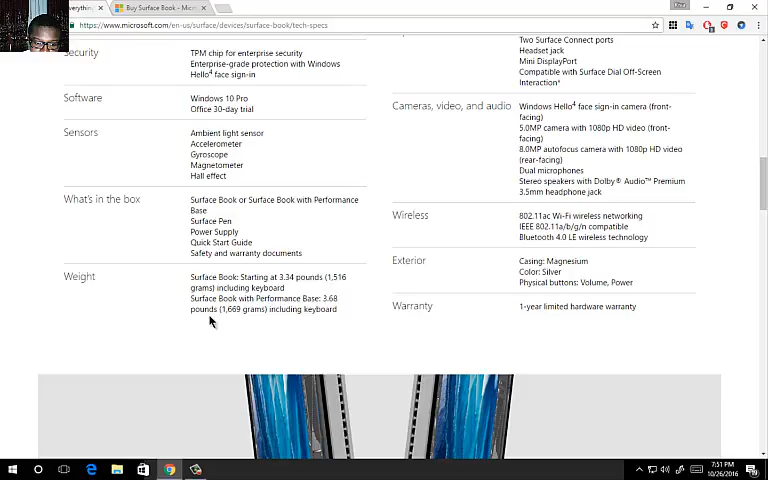 verything
Buy Surface Book - Micr
https://www.microsoft.com/en-us/surface/devices/surface-book/tech-specs
Security
TPM chip for enterprise security
Enterprise-grade protection with Windows
Hello4 face sign-in
Software
Windows 10 Pro
Office 30-day trial
Sensors
Ambient light sensor
Accelerometer
Gyroscope
Magnetometer
Hall effect
What's in the box
Surface Book or Surface Book with Performance
Base
Surface Pen
Power Supply
Quick Start Guide
Safety and warranty documents
Weight
Surface Book: Starting at 3.34 pounds (1,516
grams) including keyboard
Surface Book with Performance Base: 3.68
pounds (1,669 grams) including keyboard
Two Surface Connect ports
Headset jack
Mini DisplayPort
Compatible with Surface Dial Off-Screen
Interaction*
Cameras, video, and audio
Windows Hello4 face sign-in camera (front-
facing)
5.0MP camera with 1080p HD video (front-
facing)
8.0MP autofocus camera with 1080p HD video
(rear-facing)
Dual microphones
Stereo speakers with Dolby® Audio™ Premium
3.5mm headphone jack
Wireless
802.11ac Wi-Fi wireless networking
IEEE 802.11a/b/g/n compatible
Bluetooth 4.0 LE wireless technology
Exterior
Casing: Magnesium
Color: Silver
Physical buttons: Volume, Power
Warranty
1-year limited hardware warranty
7:51 PM
10/26/2016